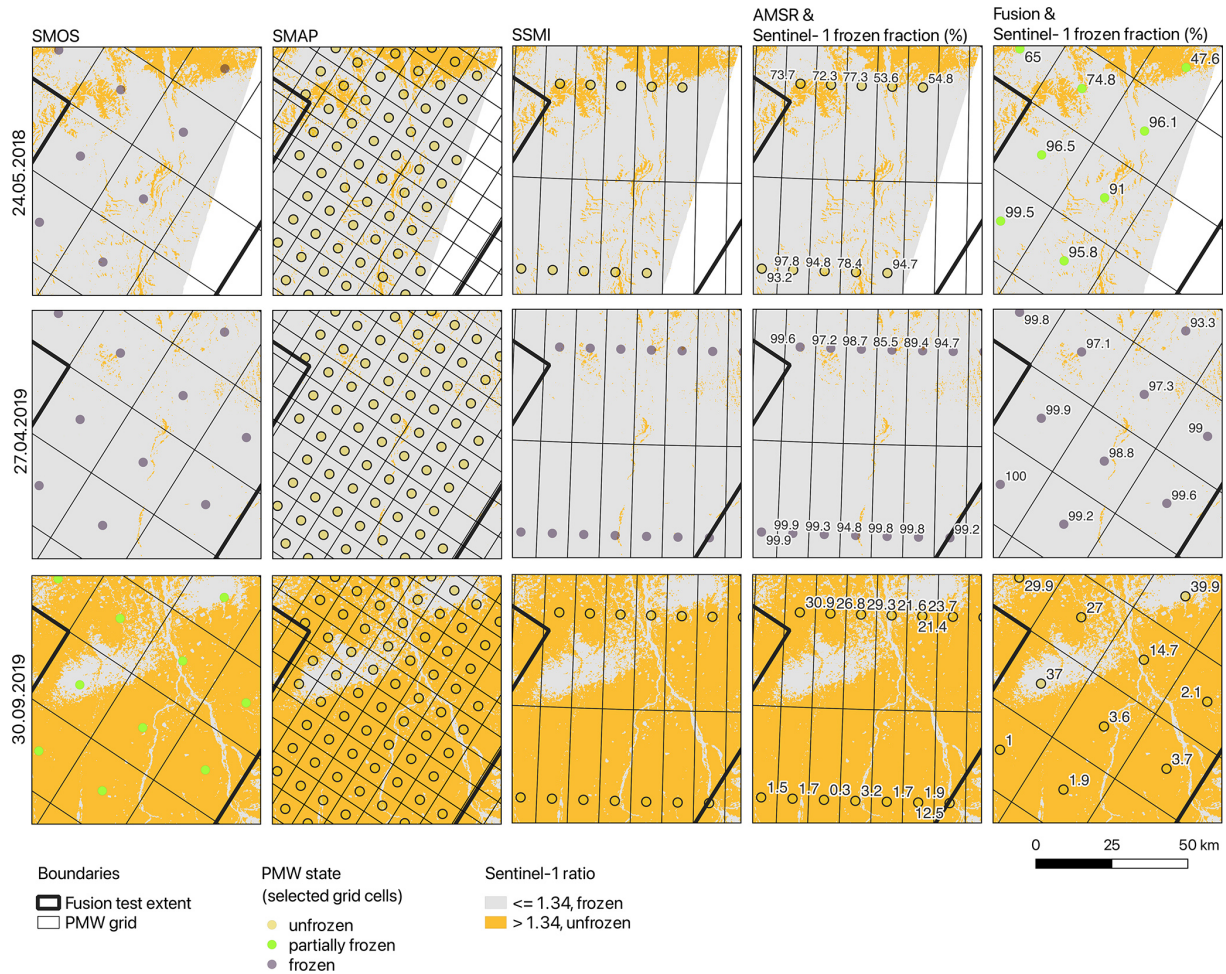 SMOS
SMAP
SSMI
AMSR &
Sentinel- 1 frozen fraction (%)
Fusion &
Sentinel- 1 frozen fraction (%)
24.05.2018
73.7 72.3 77.3 53.6 54.8
97.8 94.8 78.4 94.7
93.2
65
47.6
74.8
96.1
96.5
91
99.5
95.8
27.04.2019
99.6 97.2 98.7 85.5 89.4 94.7
99.9 99.3 94.8 99.8 99.8 99.2
99.9
99.8
93.3
97.1
97.3
99.9
99
98.8
100
99.6
99.2
30.09.2019
30.9 26.8 29.3 21.6 23.7
21.4
1.5 1.7 0.3 3.2 1.7 1.9
12.5
29.9
39.9
27
14.7
37
2.1
3.6
1
3.7
1.9
0 25 50 km
Boundaries
Fusion test extent
PMW grid
PMW state
(selected grid cells)
unfrozen
partially frozen
frozen
Sentinel-1 ratio
<= 1.34, frozen
> 1.34, unfrozen